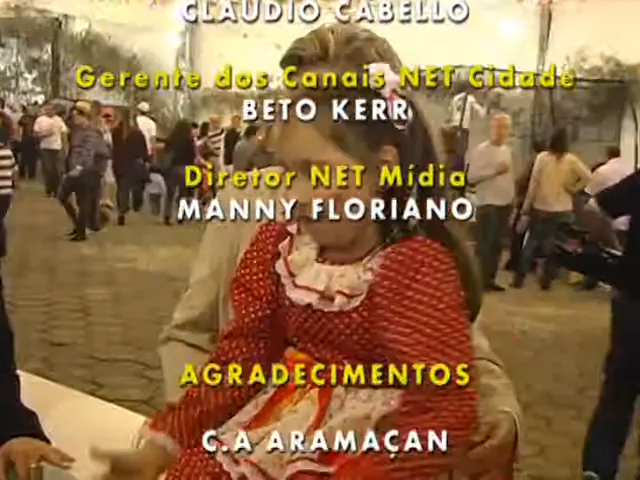 CLAUDIO CABELLO
Gerente dos Canais NET Cidade
BETO KERR
Diretor NET Mídia
MANNY FLORIANO
AGRADECIMENTOS
C.A ARAMAÇAN